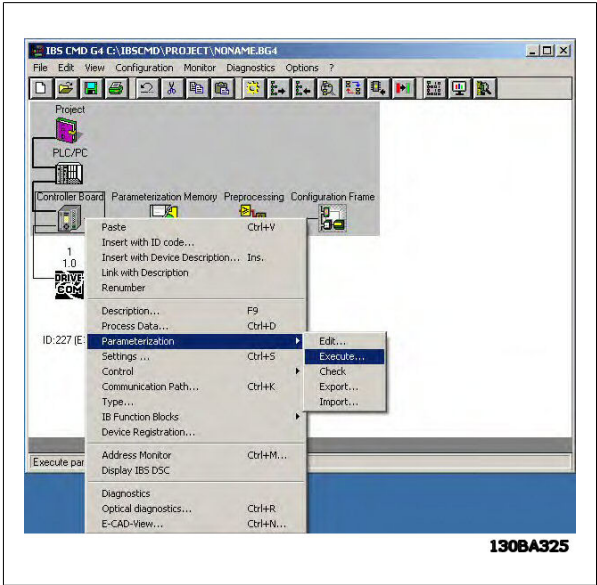 IBS CMD G4 C:\IBSCMD\PROJECT\NONAME.BG4
File Edit View Configuration Monitor Diagnostics Options ?
Project
PLC/PC
Controller Board Parameterization Memory Preprocessing Configuration Frame
1
1.0
DRIVE
COM
ID:227 (E
Paste Ctrl+V
Insert with ID code...
Insert with Device Description... Ins.
Link with Description
Renumber
Description... F9
Process Data... Ctrl+D
Parameterization
Settings ... Ctrl+S
Control
Communication Path... Ctrl+K
Type...
IB Function Blocks
Device Registration...
Address Monitor Ctrl+M...
Display IBS DSC
Diagnostics
Optical diagnostics... Ctrl+R
E-CAD-View... Ctrl+N...
Edit...
Execute...
Check
Export...
Import...
Execute par
130BA325